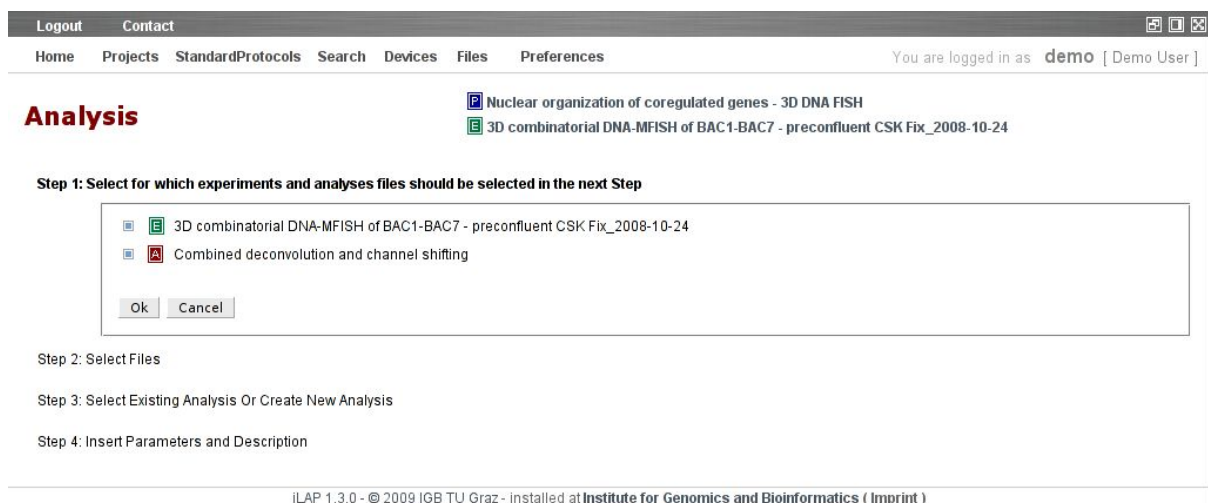 Logout Contact
Home Projects StandardProtocols Search Devices Files Preferences You are logged in as demo [ Demo User ]
Analysis
P Nuclear organization of coregulated genes - 3D DNA FISH
E 3D combinatorial DNA-MFISH of BAC1-BAC7 - preconfluent CSK Fix_2008-10-24
Step 1: Select for which experiments and analyses files should be selected in the next Step
E 3D combinatorial DNA-MFISH of BAC1-BAC7 - preconfluent CSK Fix_2008-10-24
A Combined deconvolution and channel shifting
Ok Cancel
Step 2: Select Files
Step 3: Select Existing Analysis Or Create New Analysis
Step 4: Insert Parameters and Description
iLAP 1.3.0 - © 2009 IGB TU Graz - installed at Institute for Genomics and Bioinformatics ( Imprint )